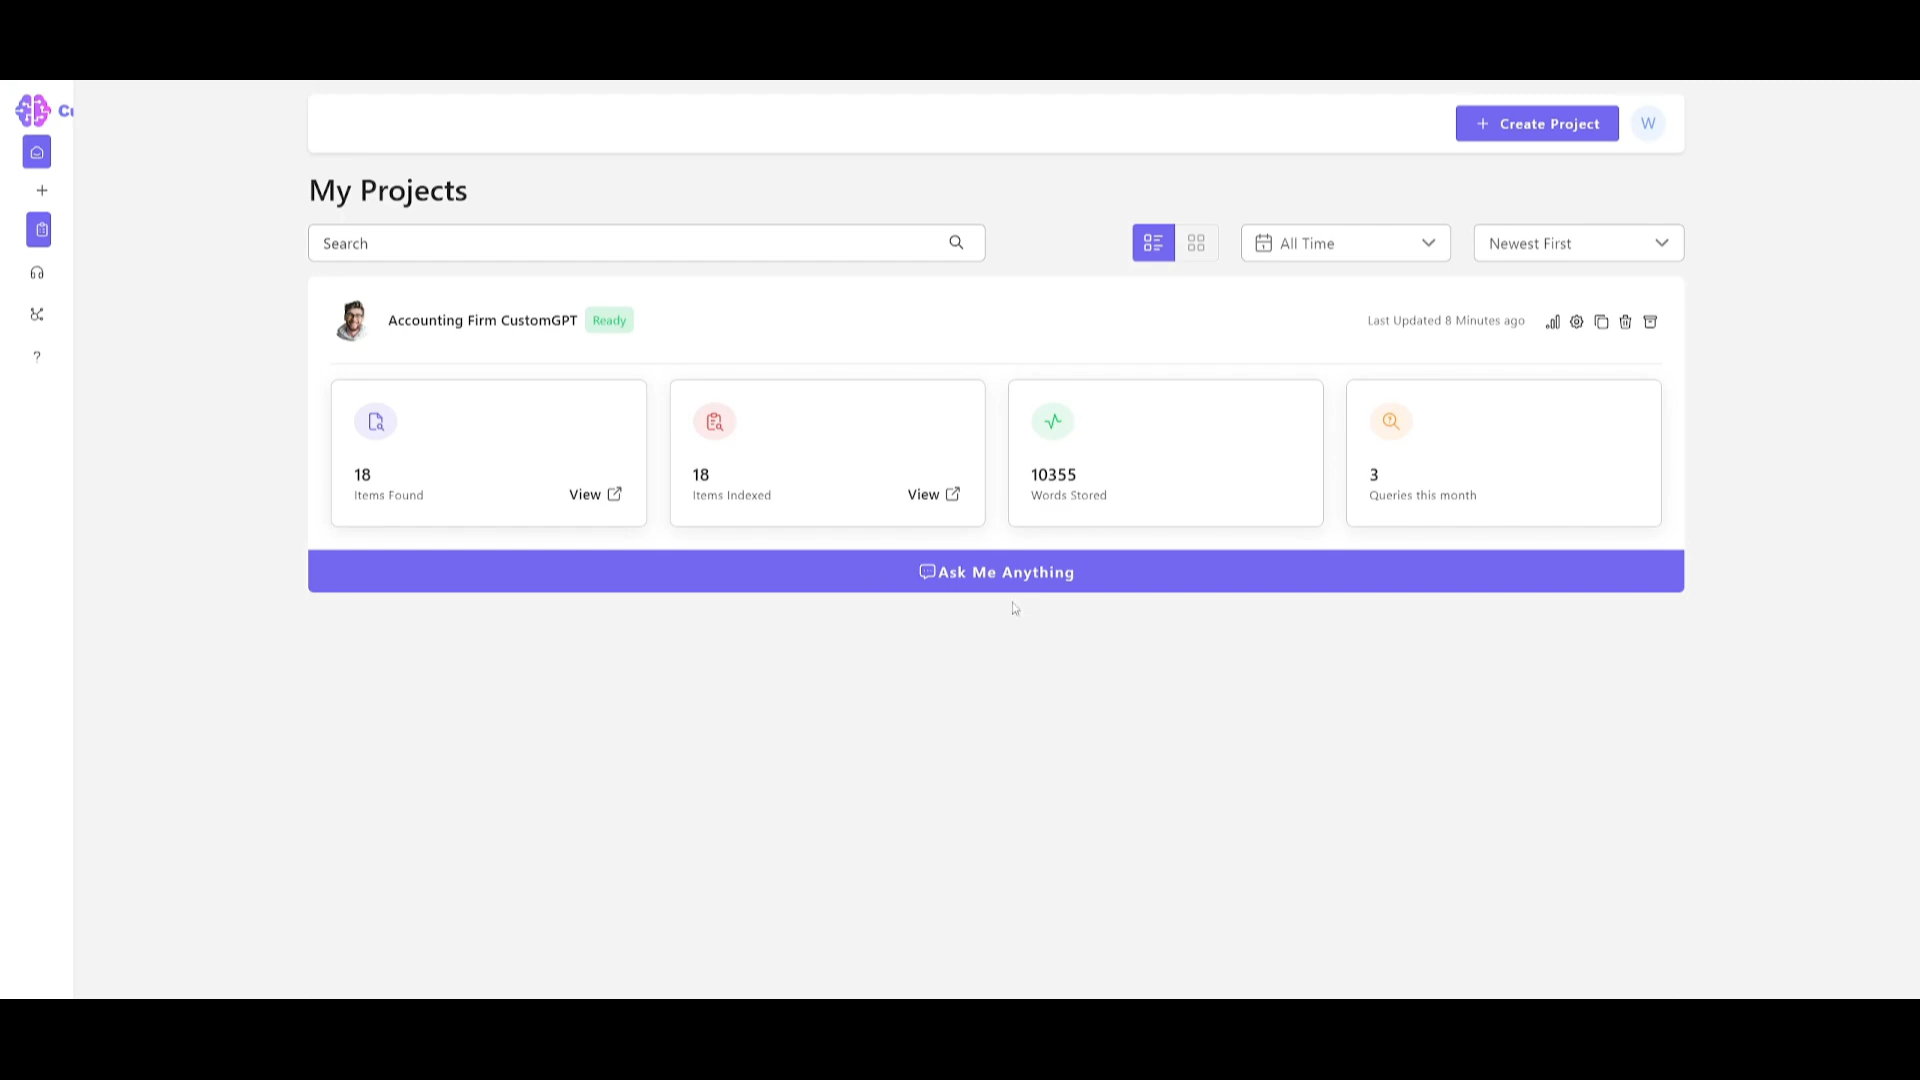 Cu
Create Project
W
My Projects
Search
All Time
Newest First
Accounting Firm CustomGPT
Ready
Last Updated 8 Minutes ago
18
Items Found
View
18
Items Indexed
View
10355
Words Stored
3
Queries this month
Ask Me Anything